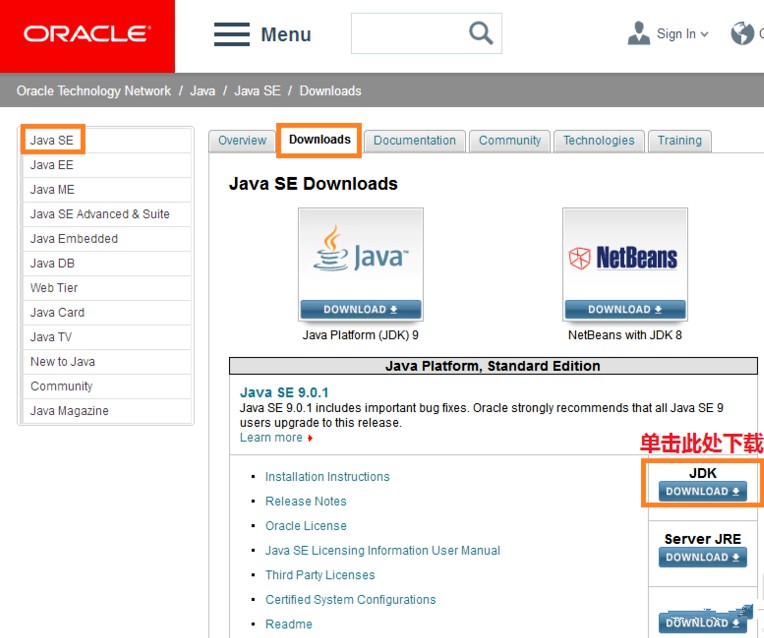 ORACLE®
Menu
Sign In
Oracle Technology Network / Java / Java SE / Downloads
Java SE
Java EE
Java ME
Java SE Advanced & Suite
Java Embedded
Java DB
Web Tier
Java Card
Java TV
New to Java
Community
Java Magazine
Overview
Downloads
Documentation
Community
Technologies
Training
Java SE Downloads
Java™
DOWNLOAD
Java Platform (JDK) 9
NetBeans
DOWNLOAD
NetBeans with JDK 8
Java Platform, Standard Edition
Java SE 9.0.1
Java SE 9.0.1 includes important bug fixes. Oracle strongly recommends that all Java SE 9
users upgrade to this release.
Learn more
单击此处下载
Installation Instructions
Release Notes
Oracle License
Java SE Licensing Information User Manual
Third Party Licenses
Certified System Configurations
Readme
JDK
DOWNLOAD
Server JRE
DOWNLOAD
DOWNLOAD